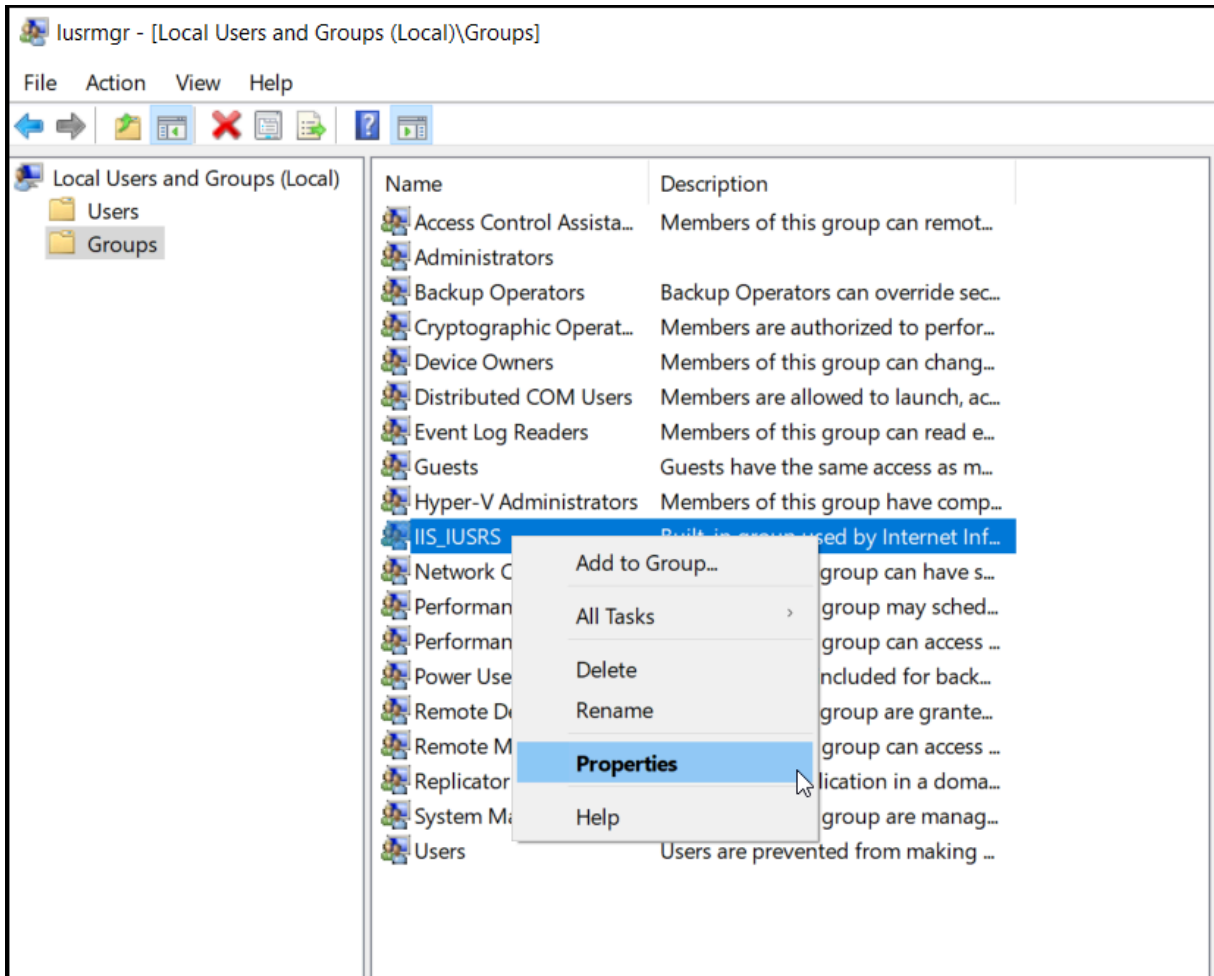 lusrmgr - [Local Users and Groups (Local)\Groups]
File Action View Help
Local Users and Groups (Local)
Users
Groups
Name Description
Access Control Assista... Members of this group can remot...
Administrators
Backup Operators Backup Operators can override sec...
Cryptographic Operat... Members are authorized to perfor...
Device Owners Members of this group can chang...
Distributed COM Users Members are allowed to launch, ac...
Event Log Readers Members of this group can read e...
Guests Guests have the same access as m...
Hyper-V Administrators Members of this group have comp...
IIS_IUSRS Built-in group used by Internet Inf...
Network C group can have s...
Performan group may sched...
Performan group can access ...
Power Use ncluded for back...
Remote D group are grante...
Remote M group can access ...
Replicator lication in a doma...
System Ma group are manag...
Users Users are prevented from making ...
Add to Group...
All Tasks
Delete
Rename
Properties
Help